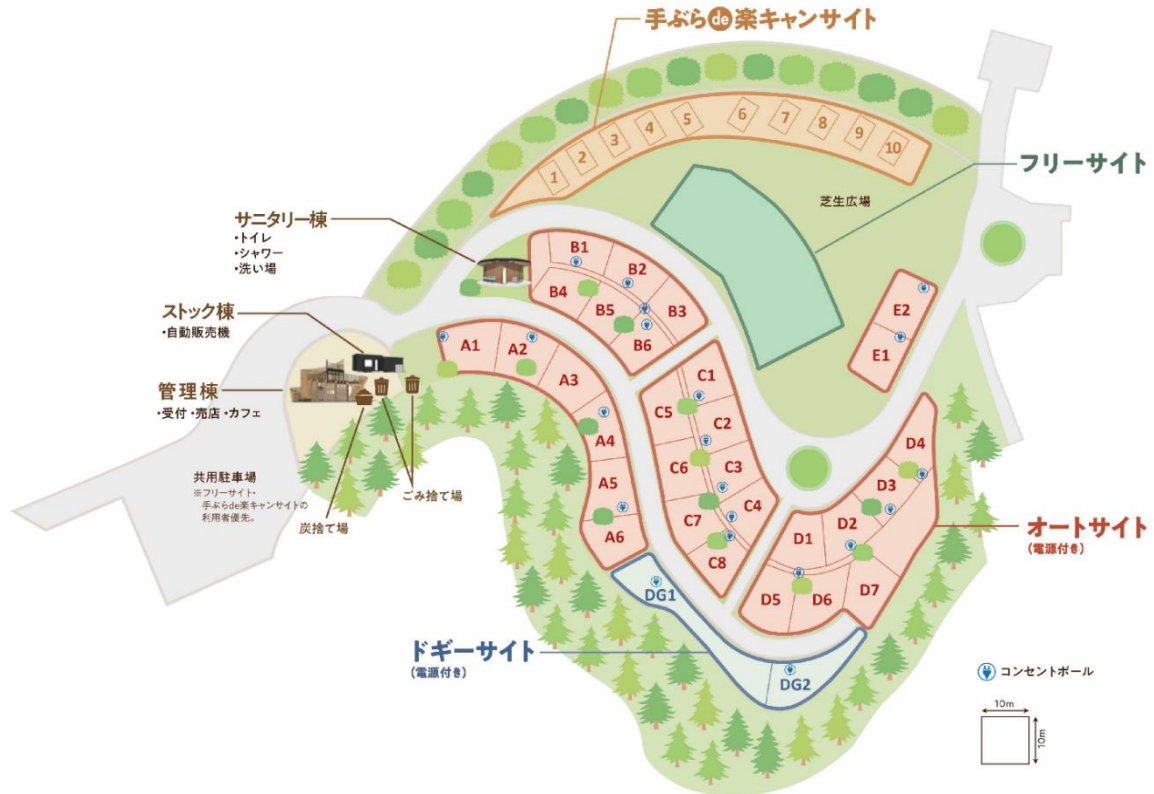 手ぶらde楽キャンサイト
1
2
3
4
5
6
7
8
9
10
フリーサイト
芝生広場
サニタリー棟
・トイレ
・シャワー
・洗い場
ストック棟
・自動販売機
管理棟
・受付・売店・カフェ
共用駐車場
※フリーサイト・
手ぶらde楽キャンサイトの
利用者優先。
炭捨て場
ごみ捨て場
B1
B2
B3
B4
B5
B6
A1
A2
A3
A4
A5
A6
C1
C2
C3
C4
C5
C6
C7
C8
E2
E1
D4
D3
D2
D1
D5
D6
D7
オートサイト
(電源付き)
DG1
DG2
ドギーサイト
(電源付き)
コンセントポール
10m
10m